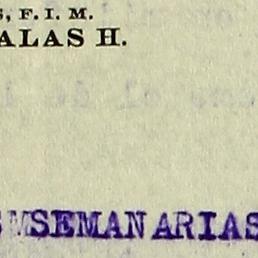 , F. I. M.
ALAS H.
SEMANARIAS